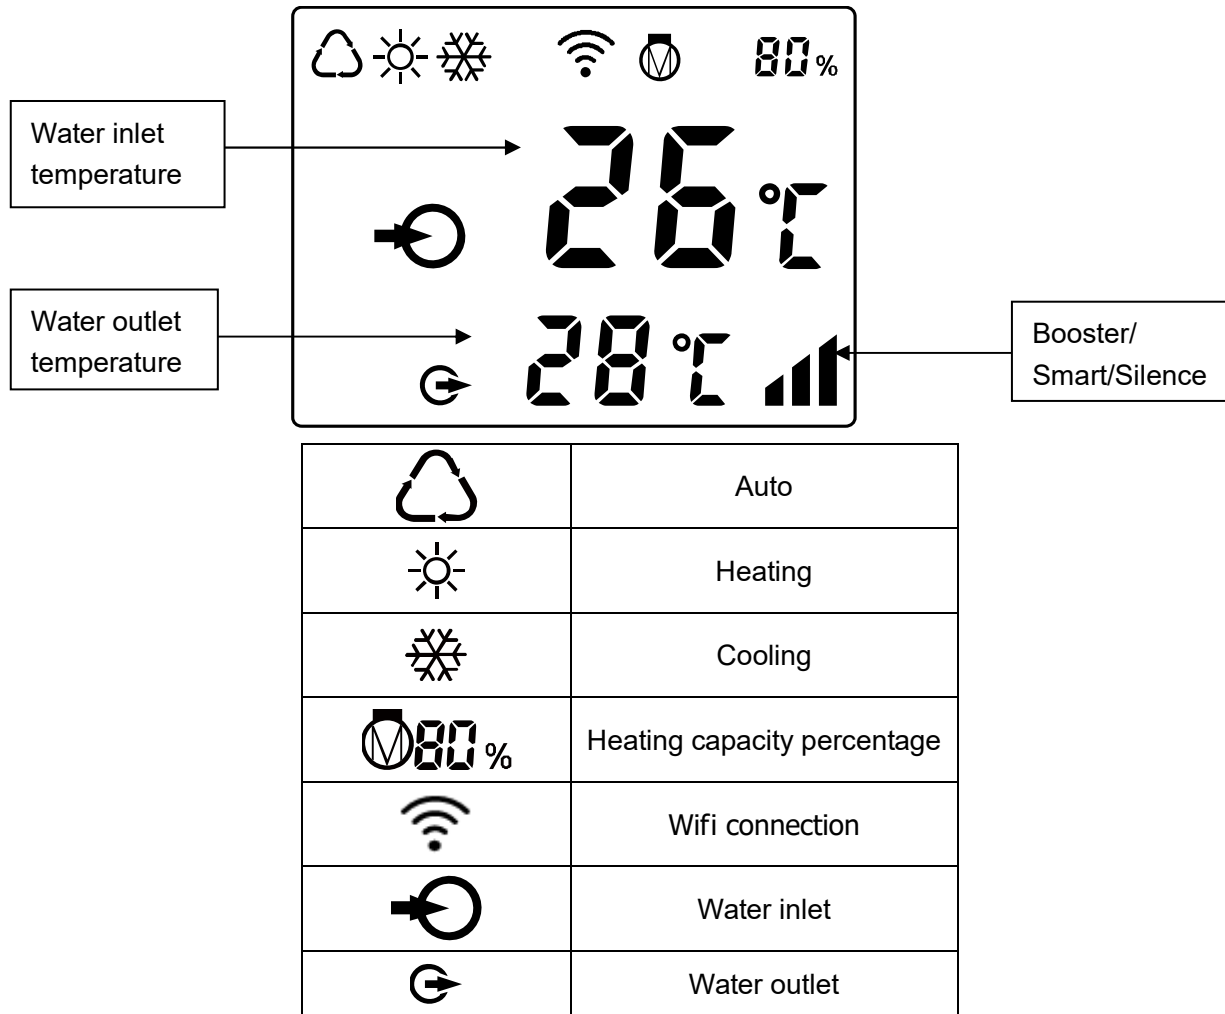 80%
Water inlet
temperature
26°C
Water outlet
temperature
28°C
Booster/
Smart/Silence
Auto
Heating
Cooling
M80% Heating capacity percentage
Wifi connection
Water inlet
Water outlet